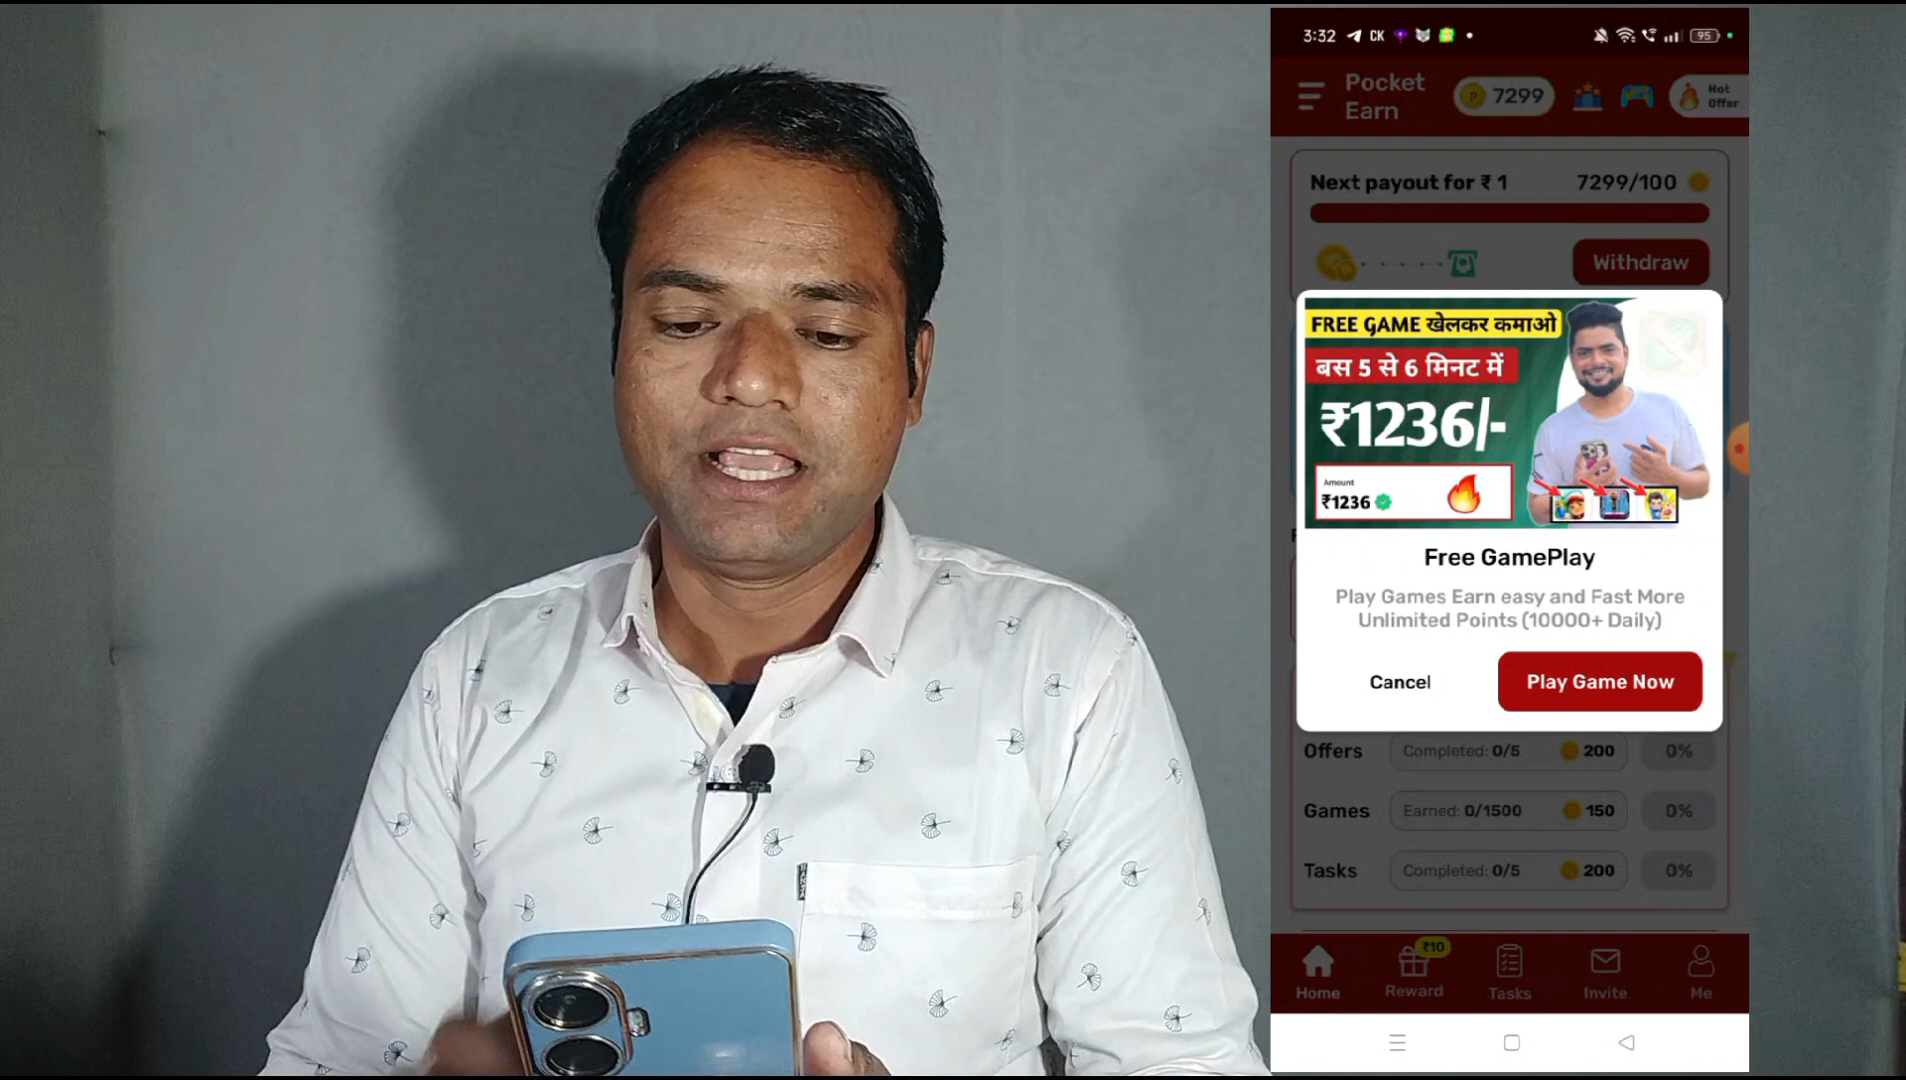 3:32 CK 95
Pocket
Earn
7299
Hot
Offer
Next payout for ₹ 1 7299/100
Withdraw
FREE GAME खेलकर कमाओ
बस 5 से 6 मिनट में
₹1236/-
Amount
₹1236
Free GamePlay
Play Games Earn easy and Fast More
Unlimited Points (10000+ Daily)
Cancel Play Game Now
Offers Completed: 0/5 200 0%
Games Earned: 0/1500 150 0%
Tasks Completed: 0/5 200 0%
₹10
Home Reward Tasks Invite Me